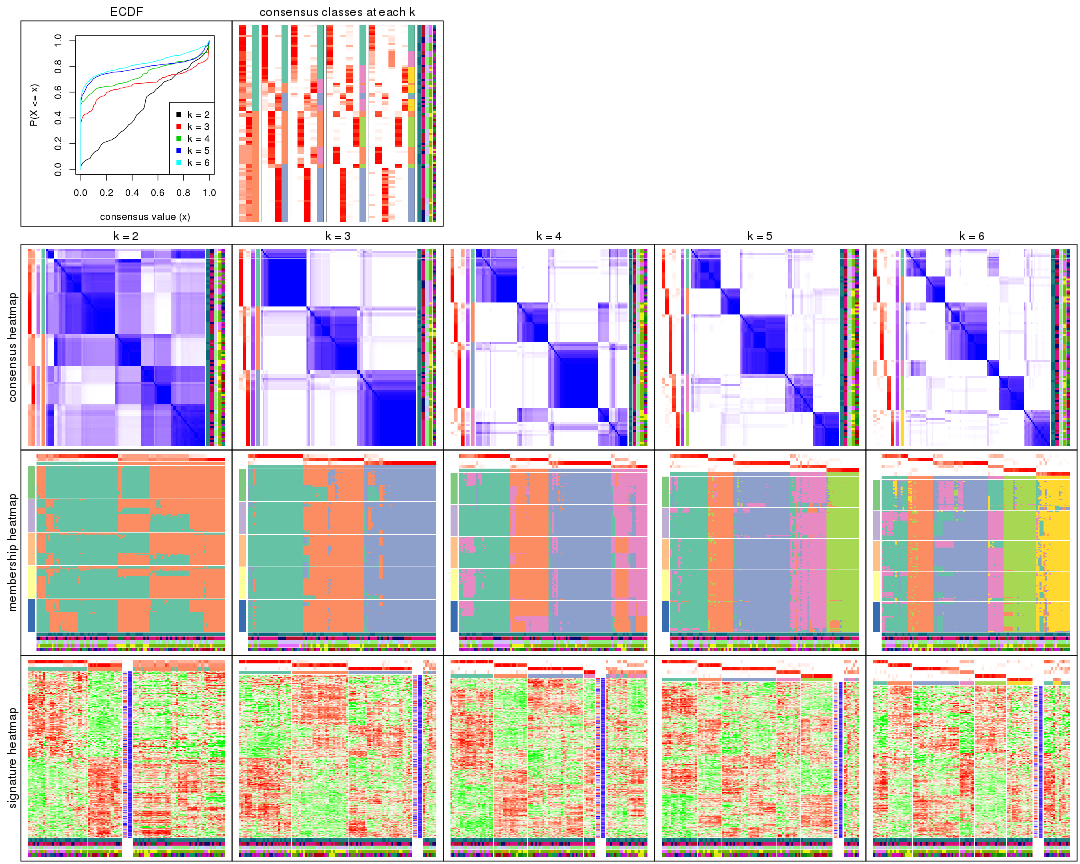 ECDF
consensus classes at each k
P(X <= x)
1.0
0.8
0.6
0.4
0.2
0.0
k = 2
k = 3
k = 4
k = 5
k = 6
0.0 0.2 0.4 0.6 0.8 1.0
consensus value (x)
k = 2
k = 3
k = 4
k = 5
k = 6
consensus heatmap
membership heatmap
signature heatmap